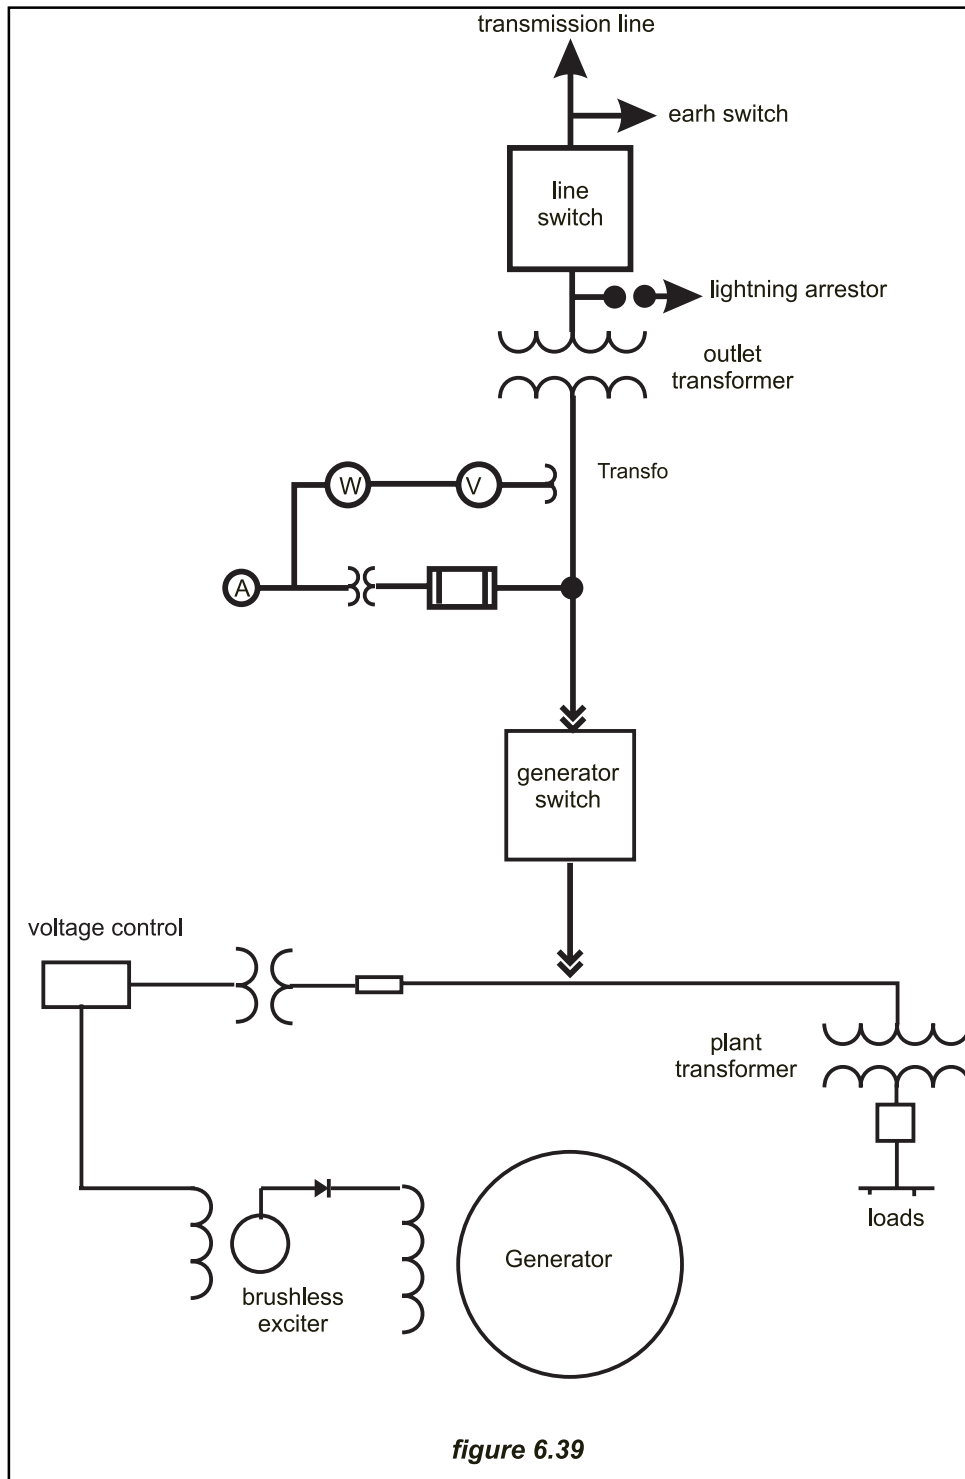 transmission line
earh switch
line
switch
lightning arrestor
outlet
transformer
W
V
Transfo
A
generator
switch
voltage control
plant
transformer
loads
Generator
brushless
exciter
figure 6.39